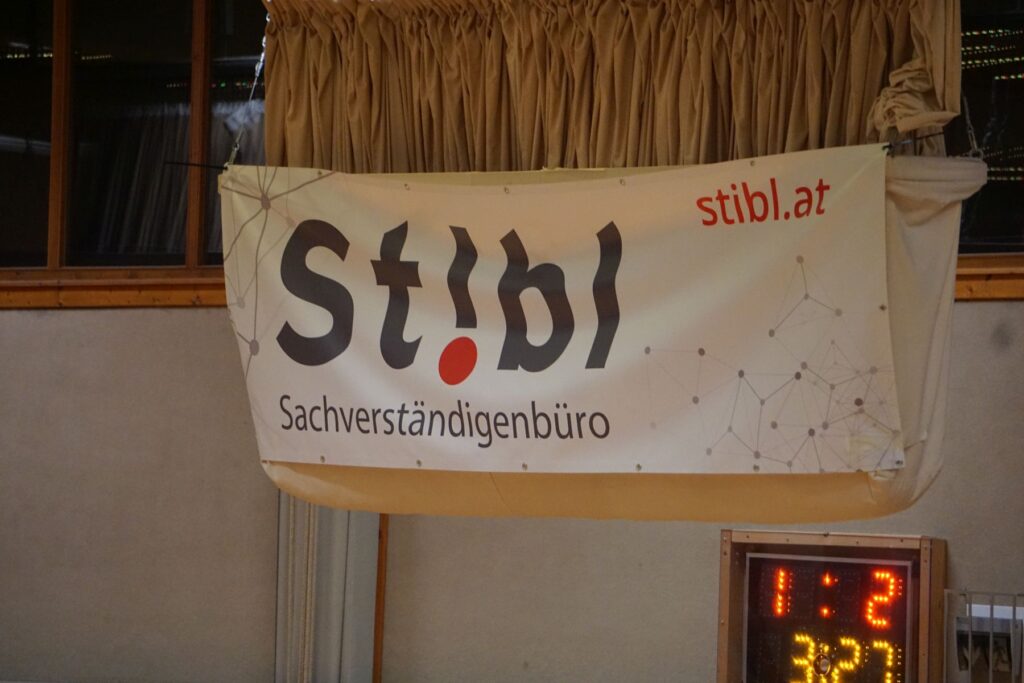 stibl.at
St!bl
Sachverständigenbüro
1:2
3:27